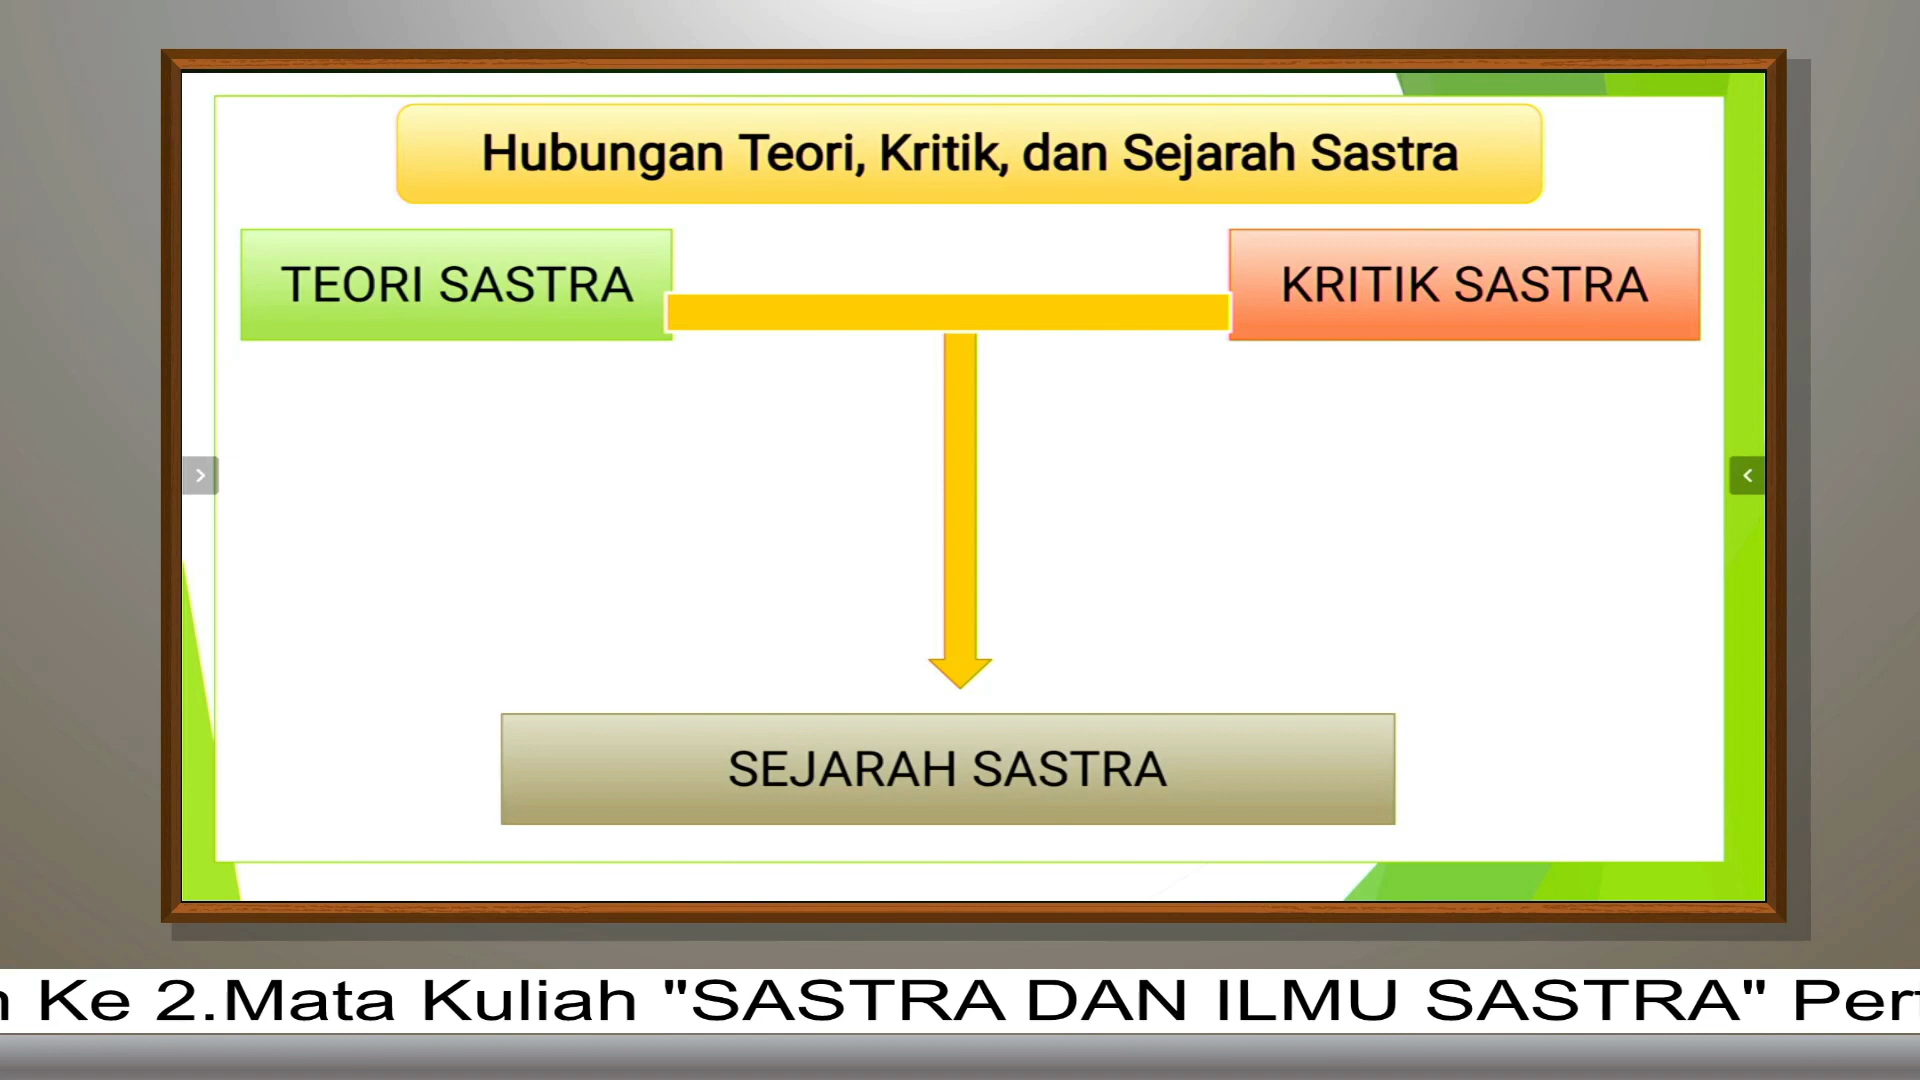 Hubungan Teori, Kritik, dan Sejarah Sastra
TEORI SASTRA
KRITIK SASTRA
SEJARAH SASTRA
Ke 2.Mata Kuliah "SASTRA DAN ILMU SASTRA"